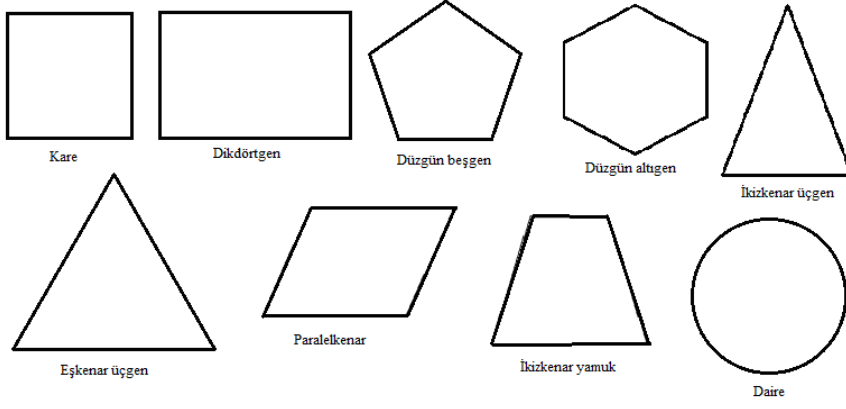 Kare
Dikdörtgen
Düzgün beşgen
Düzgün altıgen
İkizkenar üçgen
Eşkenar üçgen
Paralelkenar
İkizkenar yamuk
Daire